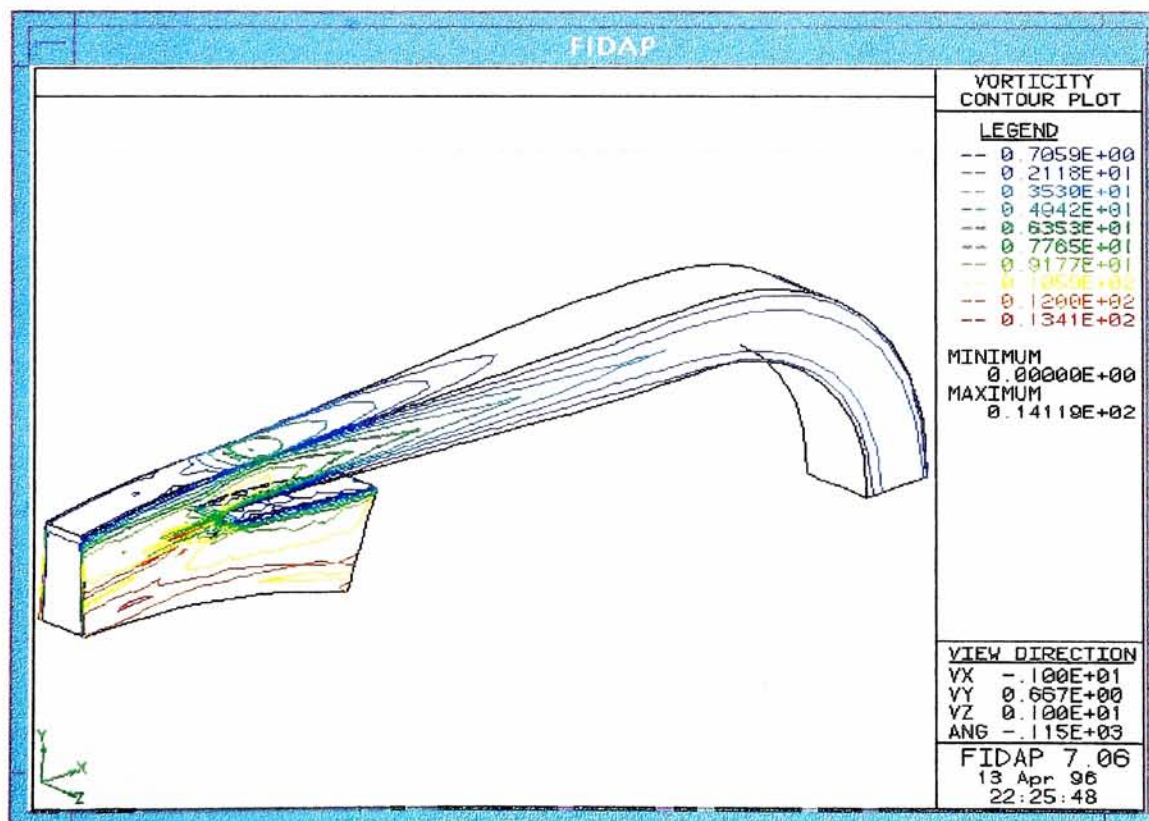 FIDAP
VORTICITY
CONTOUR PLOT
LEGEND
-- 0.7059E+00
-- 0.2118E+01
-- 0.3530E+01
-- 0.4942E+01
-- 0.6353E+01
-- 0.7765E+01
-- 0.9177E+01
-- 0.1059E+02
-- 0.1200E+02
-- 0.1341E+02
MINIMUM
0.00000E+00
MAXIMUM
0.14119E+02
VIEW DIRECTION
VX -.100E+01
VY 0.667E+00
VZ 0.100E+01
ANG -.115E+03
FIDAP 7.06
13 Apr 96
22:25:48
Y
X
Z